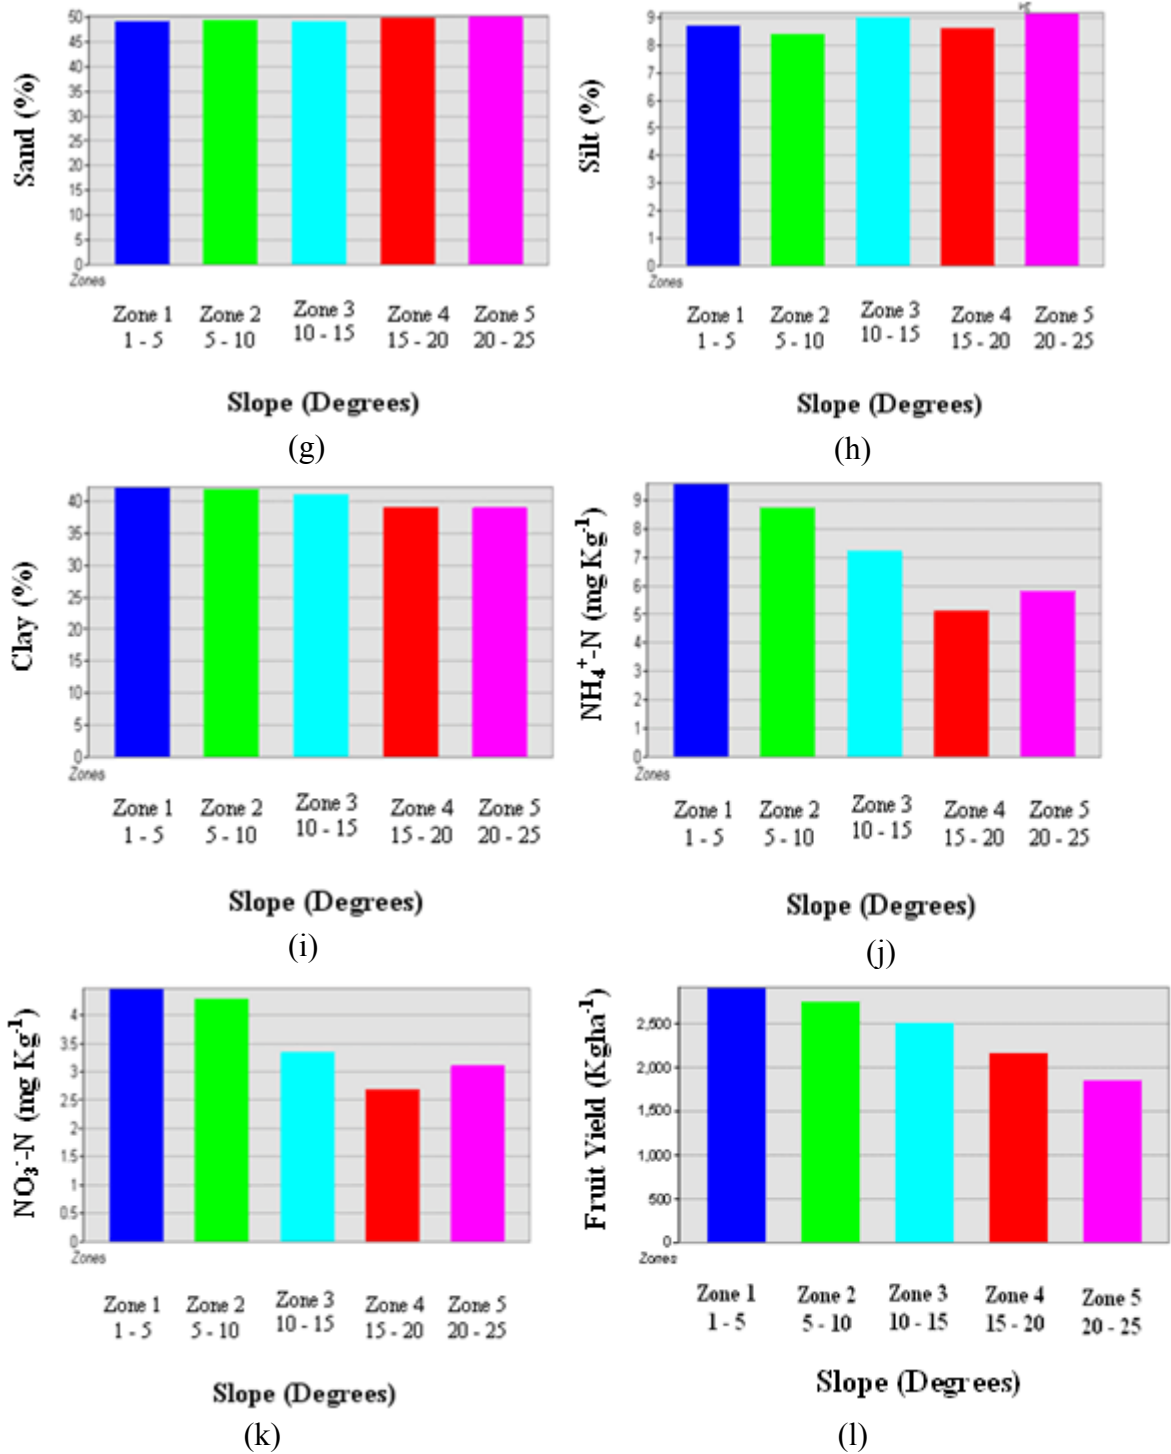 Sand (%)
50
45
40
35
30
25
20
15
10
5
0
Zones
Zone 1 Zone 2 Zone 3 Zone 4 Zone 5
1 - 5 5 - 10 10 - 15 15 - 20 20 - 25
Slope (Degrees)
(g)
Silt (%)
9
8
7
6
5
4
3
2
1
0
Zones
Zone 1 Zone 2 Zone 3 Zone 4 Zone 5
1 - 5 5 - 10 10 - 15 15 - 20 20 - 25
Slope (Degrees)
(h)
Clay (%)
40
35
30
25
20
15
10
5
0
Zones
Zone 1 Zone 2 Zone 3 Zone 4 Zone 5
1 - 5 5 - 10 10 - 15 15 - 20 20 - 25
Slope (Degrees)
(i)
NH₄⁺-N (mg Kg⁻¹)
9
8
7
6
5
4
3
2
1
0
Zones
Zone 1 Zone 2 Zone 3 Zone 4 Zone 5
1 - 5 5 - 10 10 - 15 15 - 20 20 - 25
Slope (Degrees)
(j)
NO₃⁻-N (mg Kg⁻¹)
4
3.5
3
2.5
2
1.5
1
0.5
0
Zones
Zone 1 Zone 2 Zone 3 Zone 4 Zone 5
1 - 5 5 - 10 10 - 15 15 - 20 20 - 25
Slope (Degrees)
(k)
Fruit Yield (Kgha⁻¹)
2,500
2,000
1,500
1,000
500
0
Zones
Zone 1 Zone 2 Zone 3 Zone 4 Zone 5
1 - 5 5 - 10 10 - 15 15 - 20 20 - 25
Slope (Degrees)
(l)